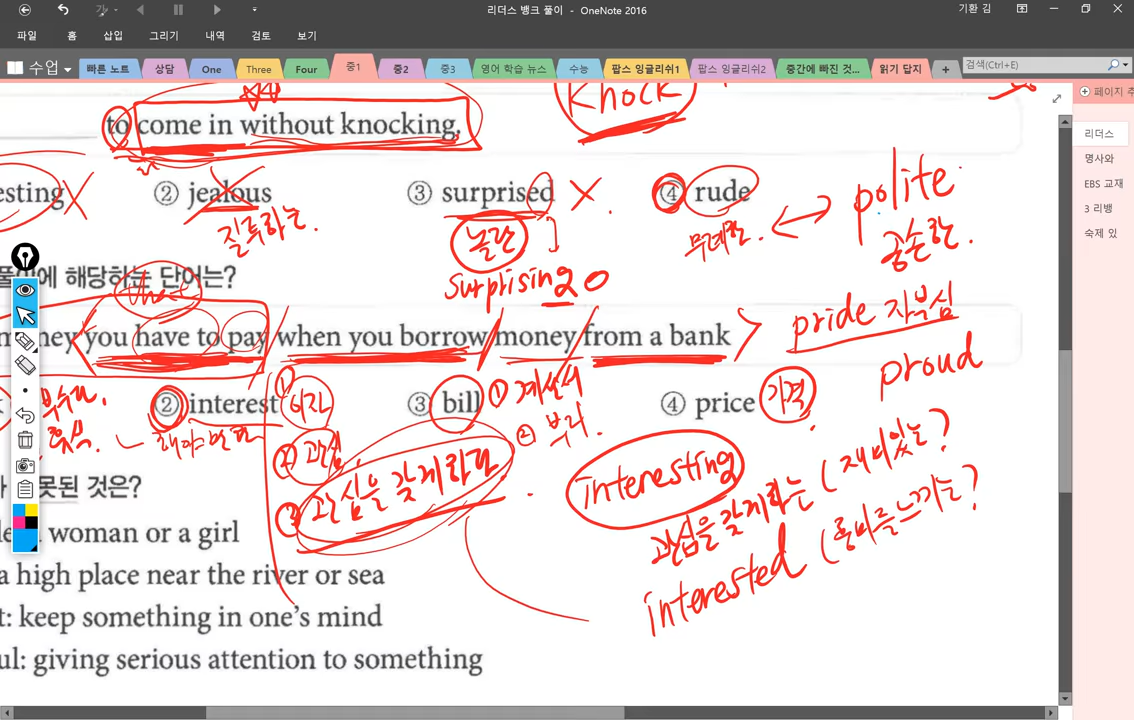 리더스 뱅크 풀이 - OneNote 2016
기환 김
파일 홈 삽입 그리기 내역 검토 보기
수업 빠른 노트 상담 One Three Four 중1 중2 중3 영어 학습 뉴스 수능 팝스 잉글리쉬1 팝스 잉글리쉬2 중간에 빠진 것... 읽기 답지 +
검색(Ctrl+E)
페이지 추
리더스
명사와
EBS 교재
3 리뱅
숙제 있
knock
to come in without knocking.
esting X ② jealous ③ surprised X ④ rude
polite
질투하는.
놀란
무례한.
공손한.
surprising O
에 해당하는 단어는?
that
ney you have to pay when you borrow money from a bank
pride 자부심
proud
② interest ③ bill ④ price
① 이자
① 계산서
가격
② 부리.
해야만한다
② 관심.
③ 관심을 갖게하다
interesting
관심을 갖게하는 (재미있는?
interested (흥미를 느끼는?
못된 것은?
woman or a girl
a high place near the river or sea
t: keep something in one's mind
ul: giving serious attention to something